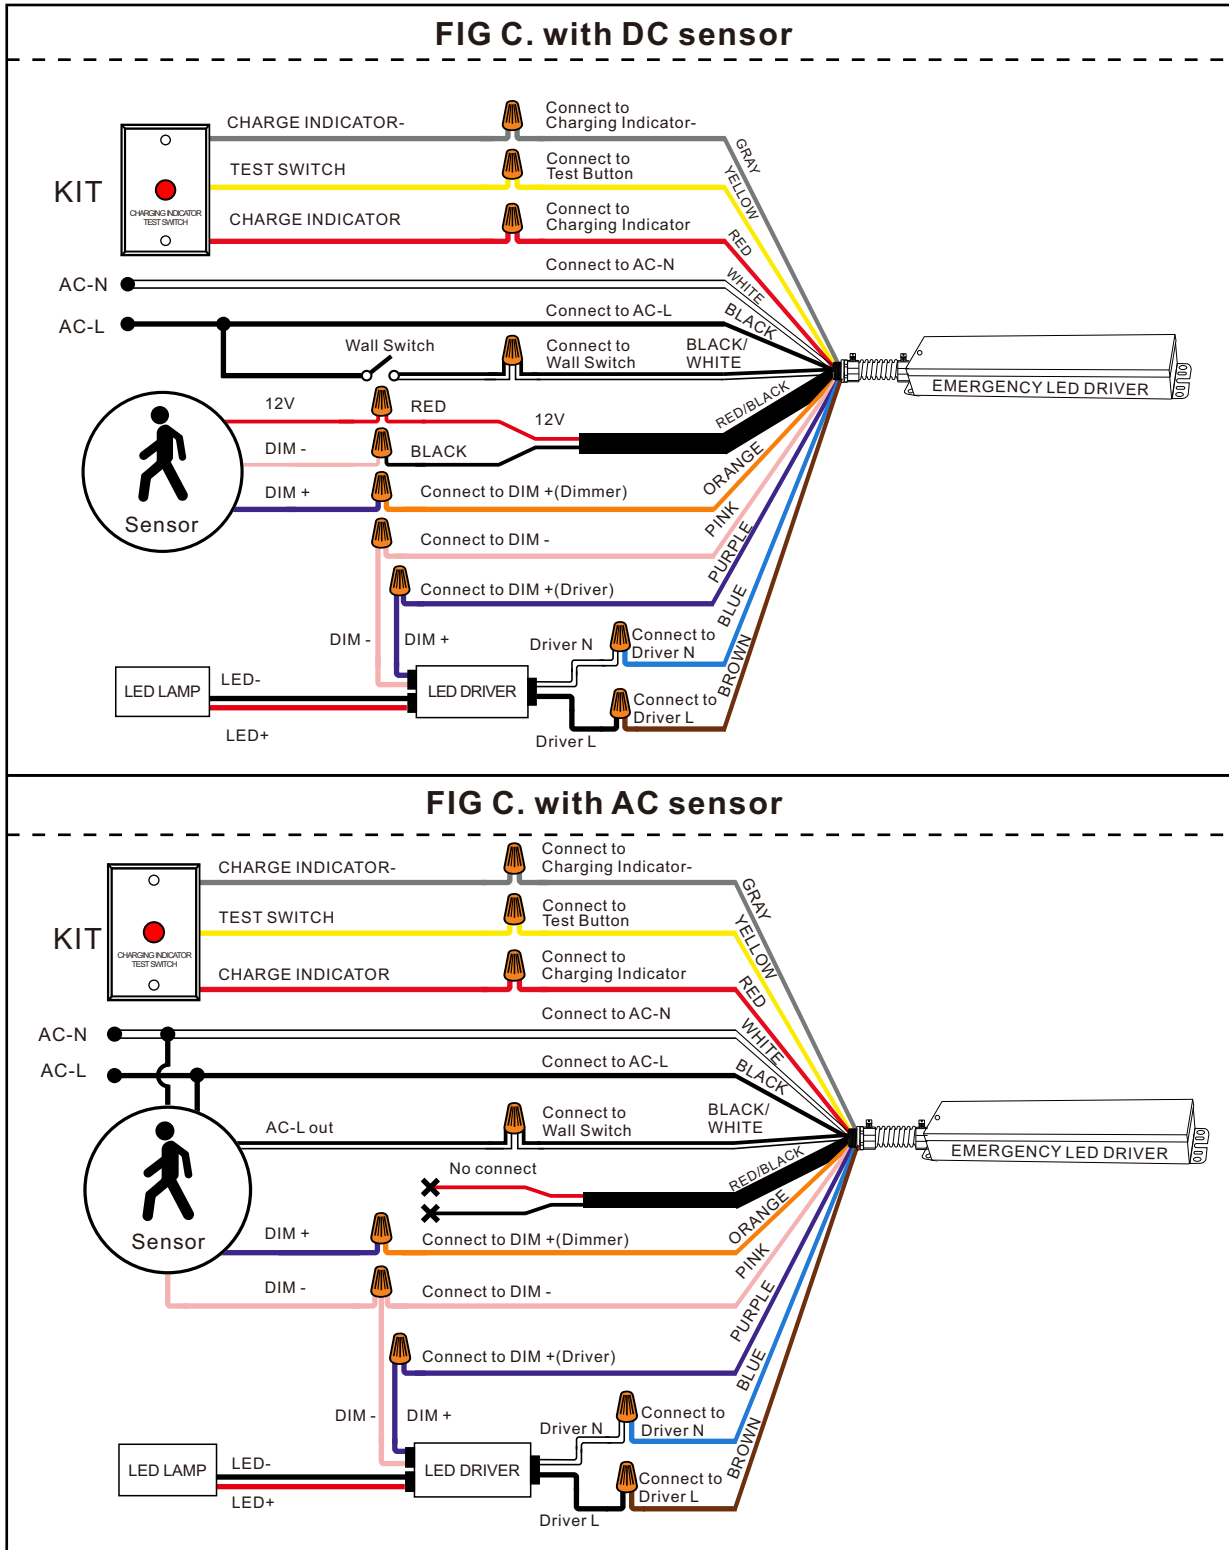 FIG C. with DC sensor
CHARGE INDICATOR-
Connect to
Charging Indicator-
GRAY
TEST SWITCH
Connect to
Test Button
YELLOW
KIT
CHARGING INDICATOR
TEST SWITCH
CHARGE INDICATOR
Connect to
Charging Indicator
RED
AC-N
Connect to AC-N
WHITE
AC-L
Connect to AC-L
BLACK
Wall Switch
Connect to
Wall Switch
BLACK/
WHITE
EMERGENCY LED DRIVER
12V
RED
12V
RED/BLACK
DIM -
BLACK
DIM +
Connect to DIM +(Dimmer)
ORANGE
Sensor
Connect to DIM -
PINK
Connect to DIM +(Driver)
PURPLE
DIM -
DIM +
Driver N
Connect to
Driver N
BLUE
LED LAMP
LED-
LED+
LED DRIVER
Connect to
Driver L
BROWN
Driver L
FIG C. with AC sensor
CHARGE INDICATOR-
Connect to
Charging Indicator-
GRAY
TEST SWITCH
Connect to
Test Button
YELLOW
KIT
CHARGING INDICATOR
TEST SWITCH
CHARGE INDICATOR
Connect to
Charging Indicator
RED
AC-N
Connect to AC-N
WHITE
AC-L
Connect to AC-L
BLACK
AC-L out
Connect to
Wall Switch
BLACK/
WHITE
EMERGENCY LED DRIVER
No connect
RED/BLACK
Sensor
DIM +
Connect to DIM +(Dimmer)
ORANGE
DIM -
Connect to DIM -
PINK
Connect to DIM +(Driver)
PURPLE
DIM -
DIM +
Driver N
Connect to
Driver N
BLUE
LED LAMP
LED-
LED+
LED DRIVER
Connect to
Driver L
BROWN
Driver L